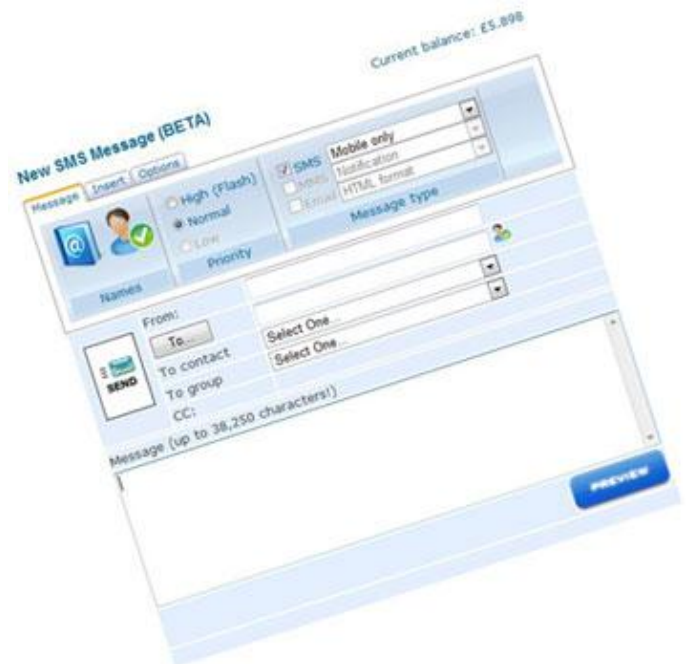 Current balance: £5.898
New SMS Message (BETA)
Message Insert Options
High (Flash)
Normal
Low
Priority
SMS Mobile only
MMS Notification
Email HTML format
Message type
Names
From:
To...
To contact Select One...
To group Select One...
CC:
SEND
Message (up to 38,250 characters!)
PREVIEW